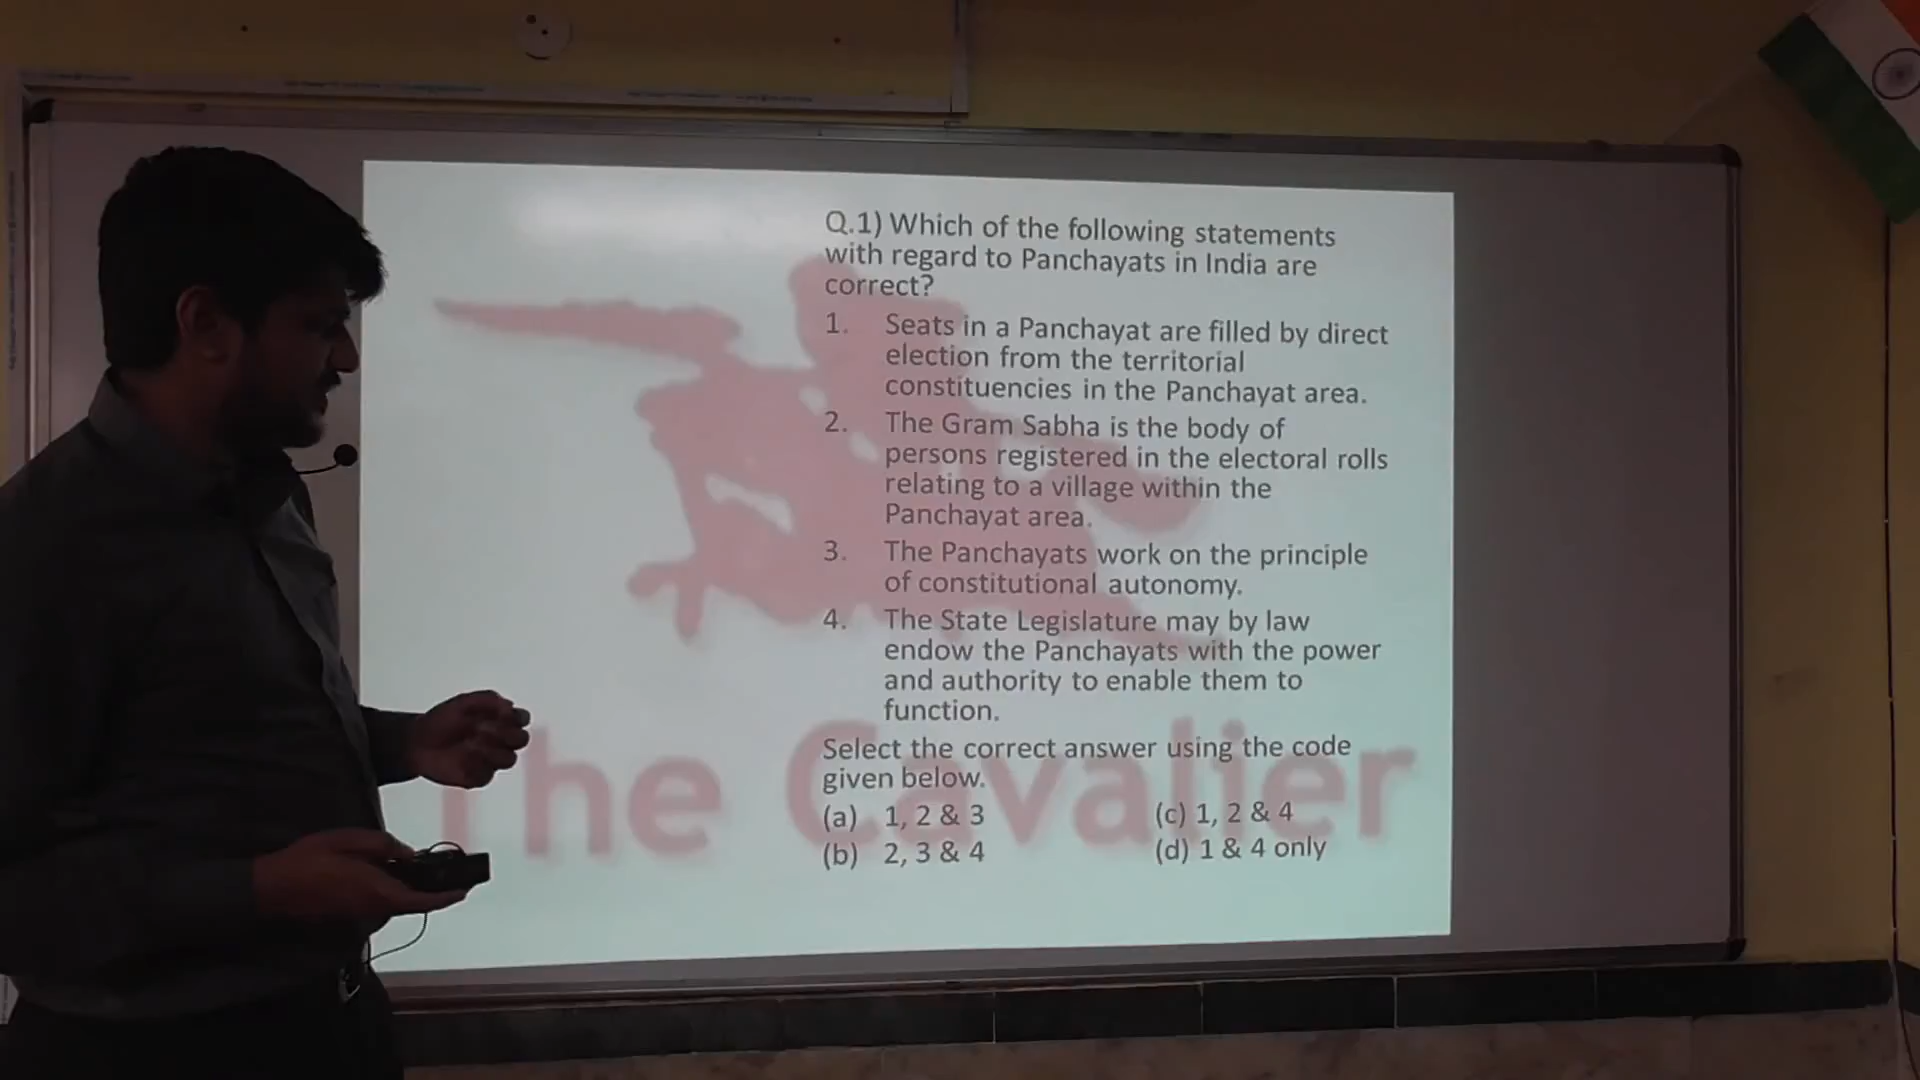 Q.1) Which of the following statements
with regard to Panchayats in India are
correct?
1. Seats in a Panchayat are filled by direct
election from the territorial
constituencies in the Panchayat area.
2. The Gram Sabha is the body of
persons registered in the electoral rolls
relating to a village within the
Panchayat area.
3. The Panchayats work on the principle
of constitutional autonomy.
4. The State Legislature may by law
endow the Panchayats with the power
and authority to enable them to
function.
Select the correct answer using the code
given below.
(a) 1, 2 & 3 (c) 1, 2 & 4
(b) 2, 3 & 4 (d) 1 & 4 only
The Cavalier